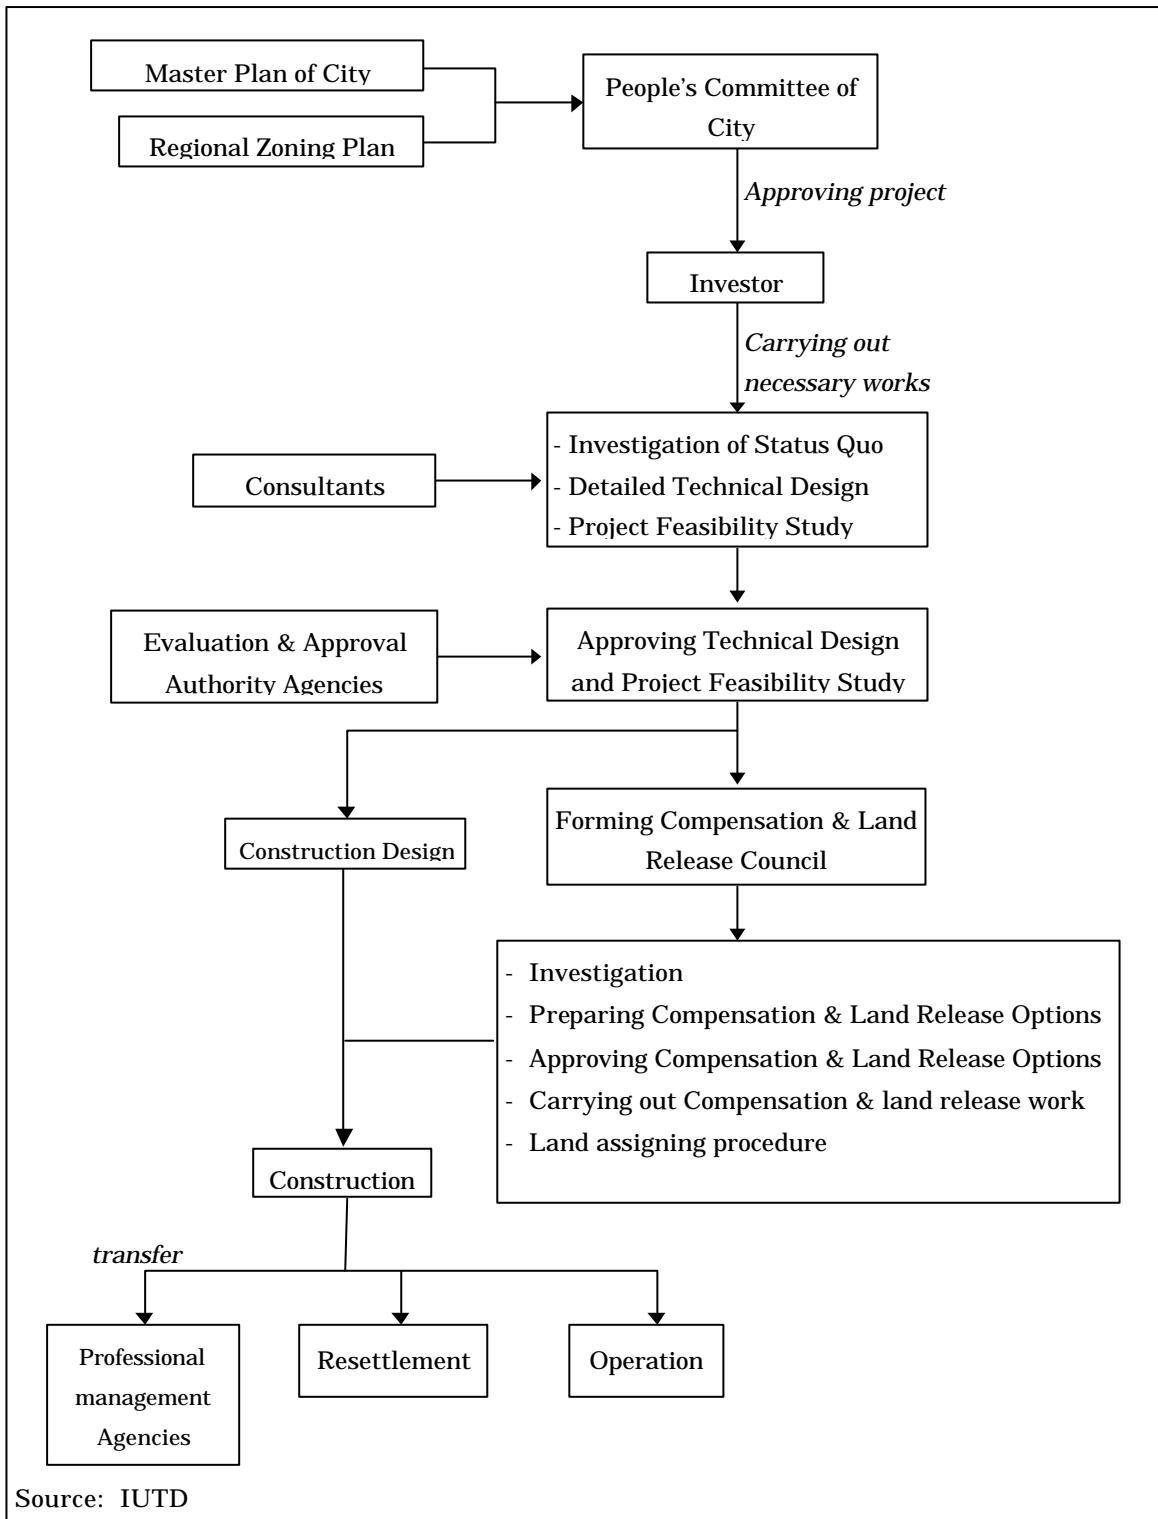 Master Plan of City
Regional Zoning Plan
People's Committee of
City
Approving project
Investor
Carrying out
necessary works
- Investigation of Status Quo
- Detailed Technical Design
- Project Feasibility Study
Consultants
Evaluation & Approval
Authority Agencies
Approving Technical Design
and Project Feasibility Study
Construction Design
Forming Compensation & Land
Release Council
- Investigation
- Preparing Compensation & Land Release Options
- Approving Compensation & Land Release Options
- Carrying out Compensation & land release work
- Land assigning procedure
Construction
transfer
Professional
management
Agencies
Resettlement
Operation
Source: IUTD